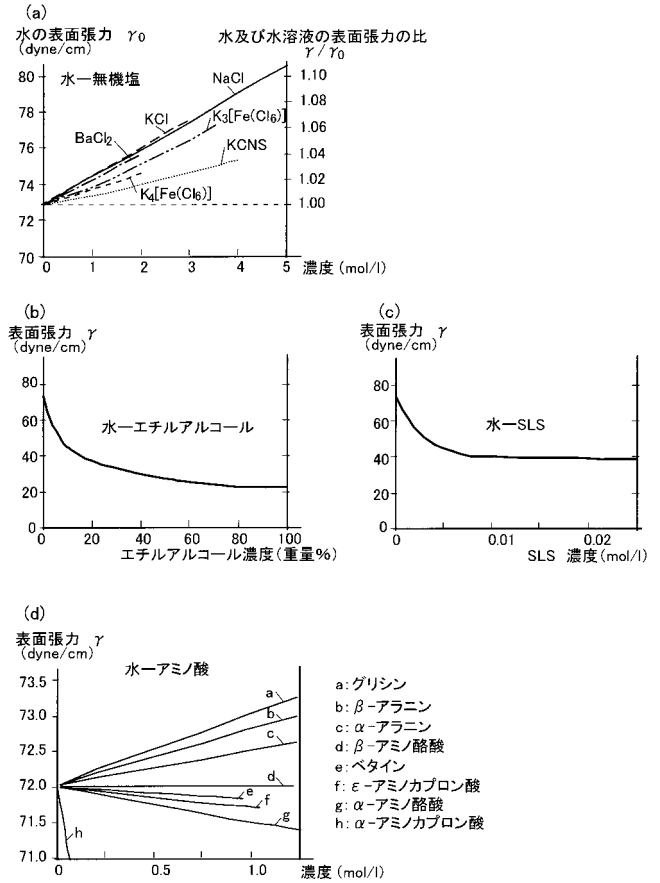 (a)
水の表面張力 γ0
(dyne/cm)
水及び水溶液の表面張力の比
γ/γ0
水ー無機塩
NaCl
KCl
K3[Fe(Cl6)]
BaCl2
KCNS
K4[Fe(Cl6)]
80
78
76
74
72
70
1.10
1.08
1.06
1.04
1.02
1.00
0 1 2 3 4 5 濃度(mol/l)
(b)
表面張力 γ
(dyne/cm)
水ーエチルアルコール
80
60
40
20
0
0 20 40 60 80 100
エチルアルコール濃度(重量%)
(c)
表面張力 γ
(dyne/cm)
水ーSLS
80
60
40
20
0
0 0.01 0.02
SLS 濃度(mol/l)
(d)
表面張力 γ
(dyne/cm)
水ーアミノ酸
73.5
73.0
72.5
72.0
71.5
71.0
a
b
c
d
e
f
g
h
0 0.5 1.0 濃度(mol/l)
a:グリシン
b:β-アラニン
c:α-アラニン
d:β-アミノ酪酸
e:ベタイン
f:ε-アミノカプロン酸
g:α-アミノ酪酸
h:α-アミノカプロン酸